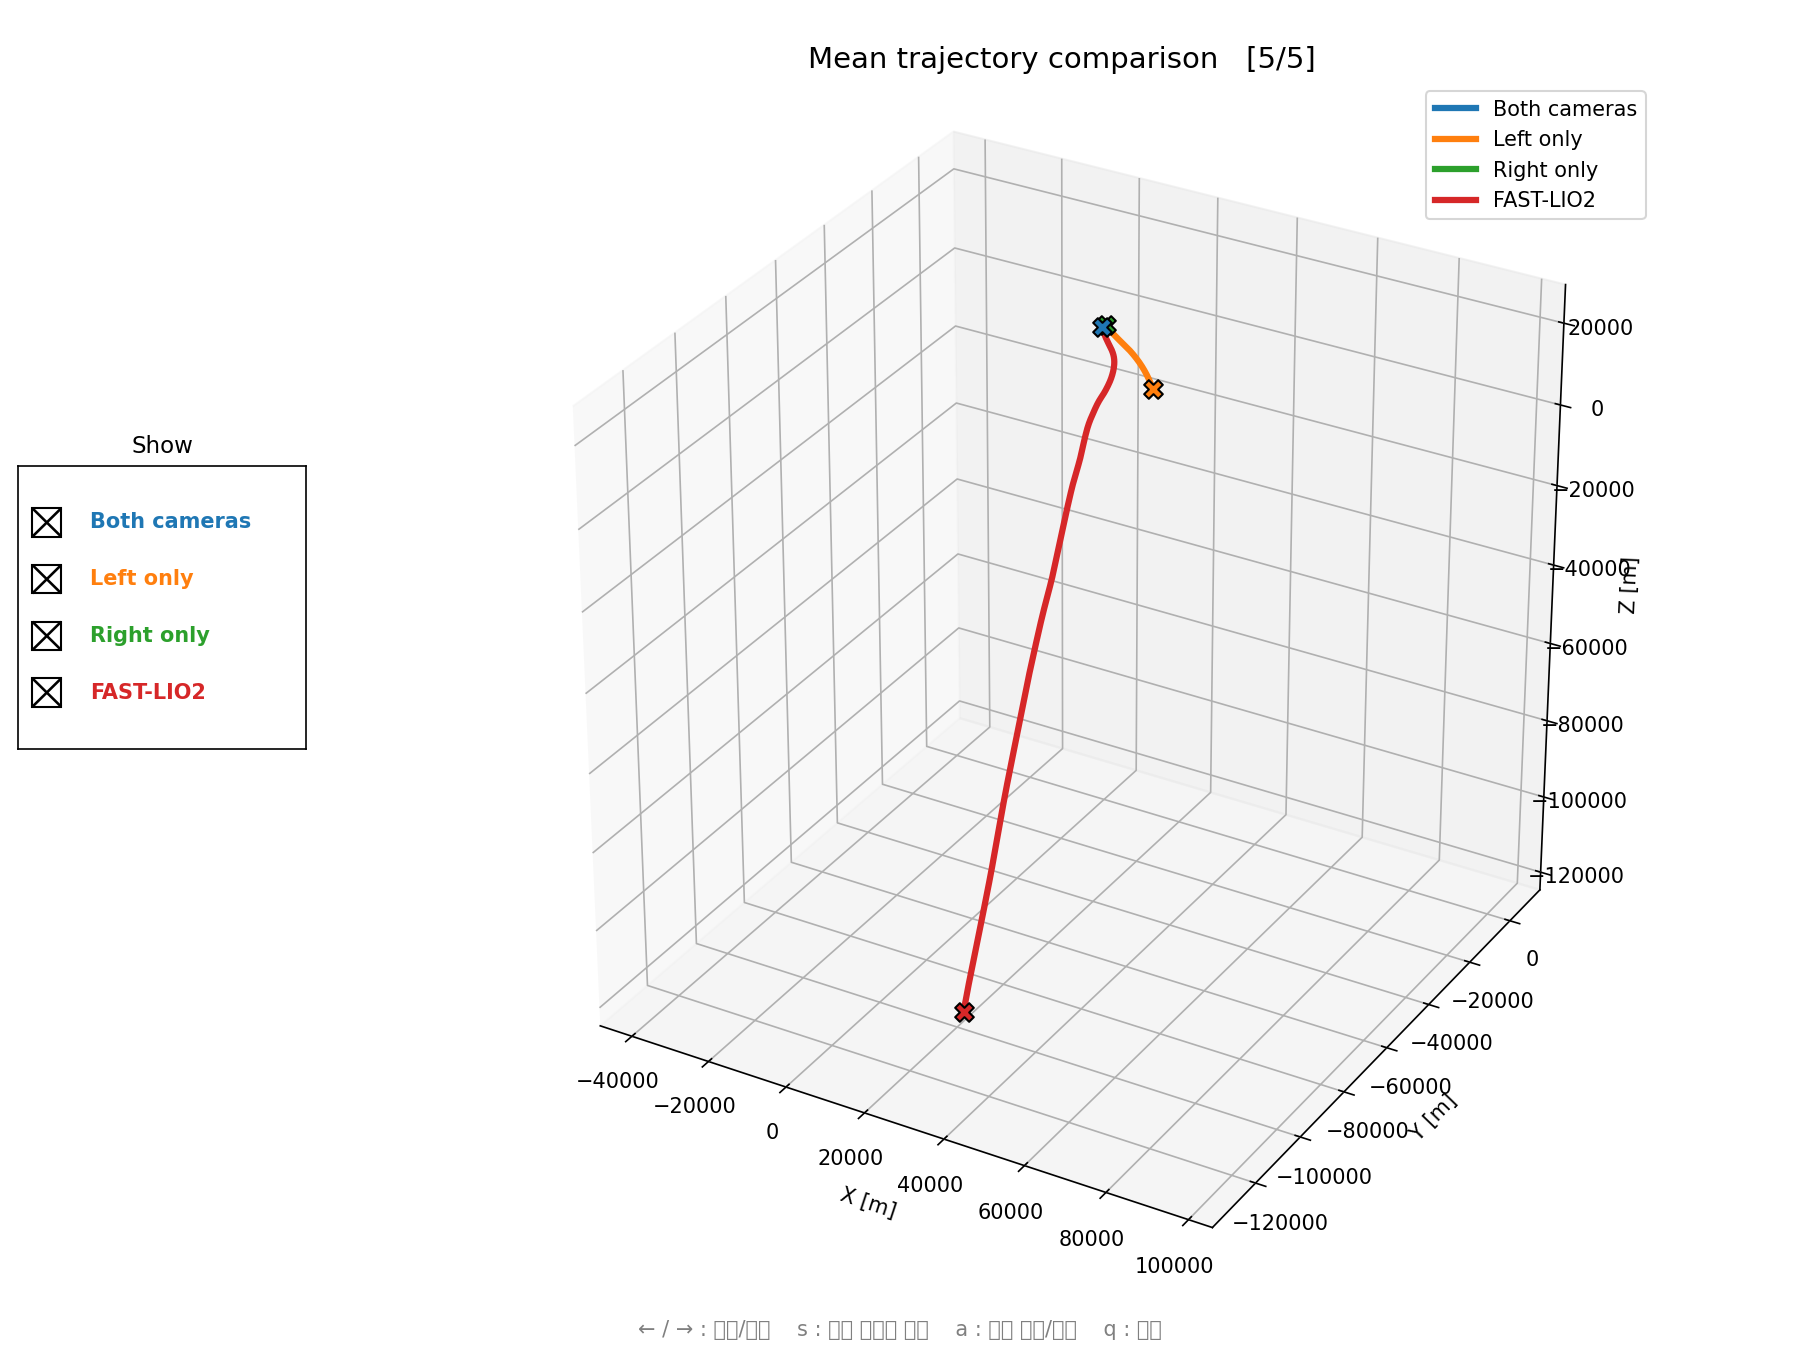 Mean trajectory comparison [5/5]
Both cameras
Left only
Right only
FAST-LIO2
Show
Both cameras
Left only
Right only
FAST-LIO2
20000
0
−20000
−40000
−60000
−80000
−100000
−120000
Z [m]
0
−20000
−40000
−60000
−80000
−100000
−120000
Y [m]
−40000
−20000
0
20000
40000
60000
80000
100000
X [m]
← / → : / s : a : / q :